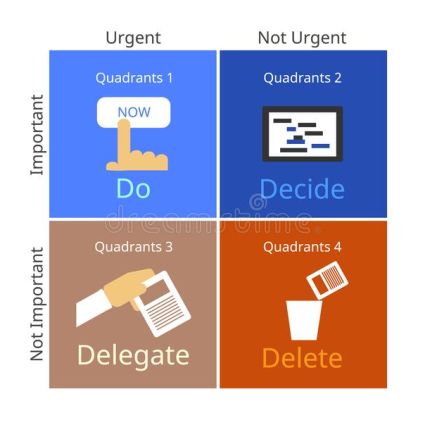 Urgent
Not Urgent
Important
Quadrants 1
NOW
Do
Quadrants 2
Decide
dreamstime
Not Important
Quadrants 3
Delegate
Quadrants 4
Delete